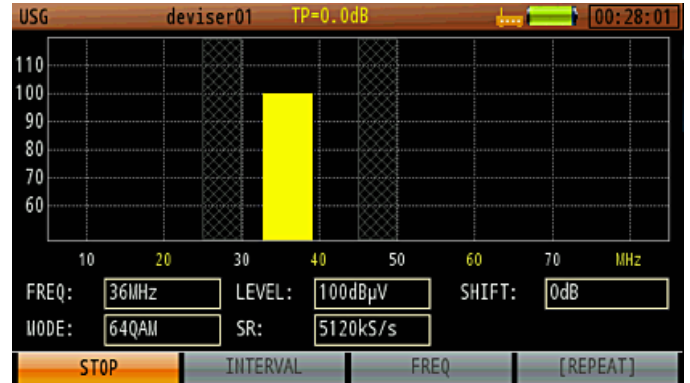 USG deviser01 TP=0.0dB 00:28:01
110
100
90
80
70
60
10 20 30 40 50 60 70 MHz
FREQ: 36MHz LEVEL: 100dBµV SHIFT: 0dB
MODE: 64QAM SR: 5120kS/s
STOP INTERVAL FREQ [REPEAT]